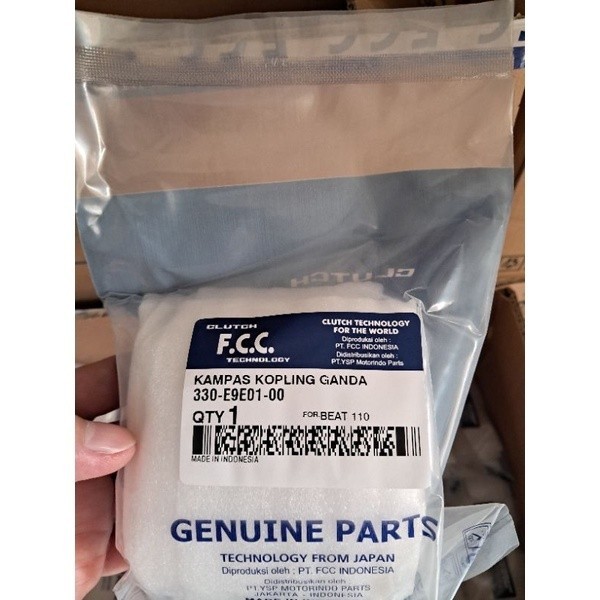 CLUTCH
CLUTCH
F.C.C.
TECHNOLOGY
CLUTCH TECHNOLOGY
FOR THE WORLD
Diproduksi oleh :
PT. FCC INDONESIA
Didistribusikan oleh :
PT.YSP Motorindo Parts
KAMPAS KOPLING GANDA
330-E9E01-00
QTY 1
FOR.BEAT 110
MADE IN INDONESIA
GENUINE PARTS
TECHNOLOGY FROM JAPAN
Diproduksi oleh : PT. FCC INDONESIA
Didistribusikan oleh :
PT.YSP MOTORINDO PARTS
JAKARTA - INDONESIA